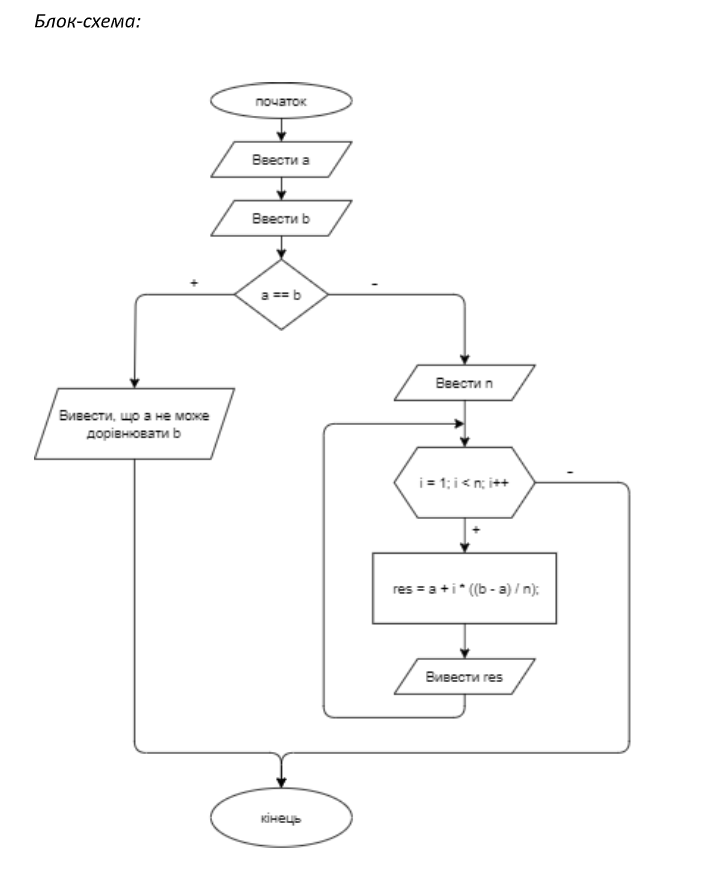 Блок-схема:
початок
Ввести a
Ввести b
a == b
+
-
Вивести, що a не може
дорівнювати b
Ввести n
i = 1; i < n; i++
-
+
res = a + i * ((b - a) / n);
Вивести res
кінець